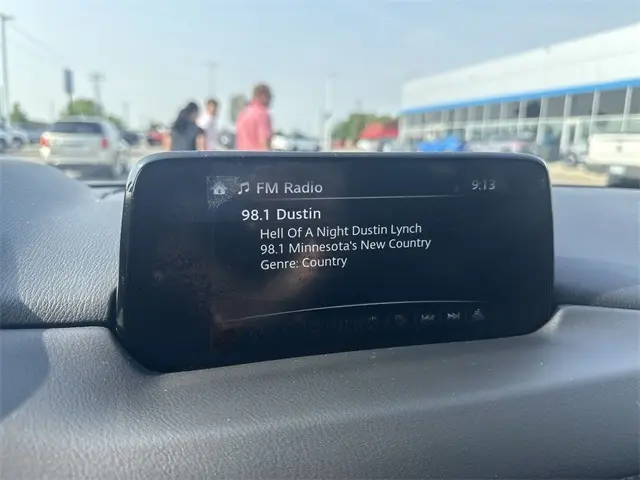 FM Radio 9:13
98.1 Dustin
Hell Of A Night Dustin Lynch
98.1 Minnesota's New Country
Genre: Country